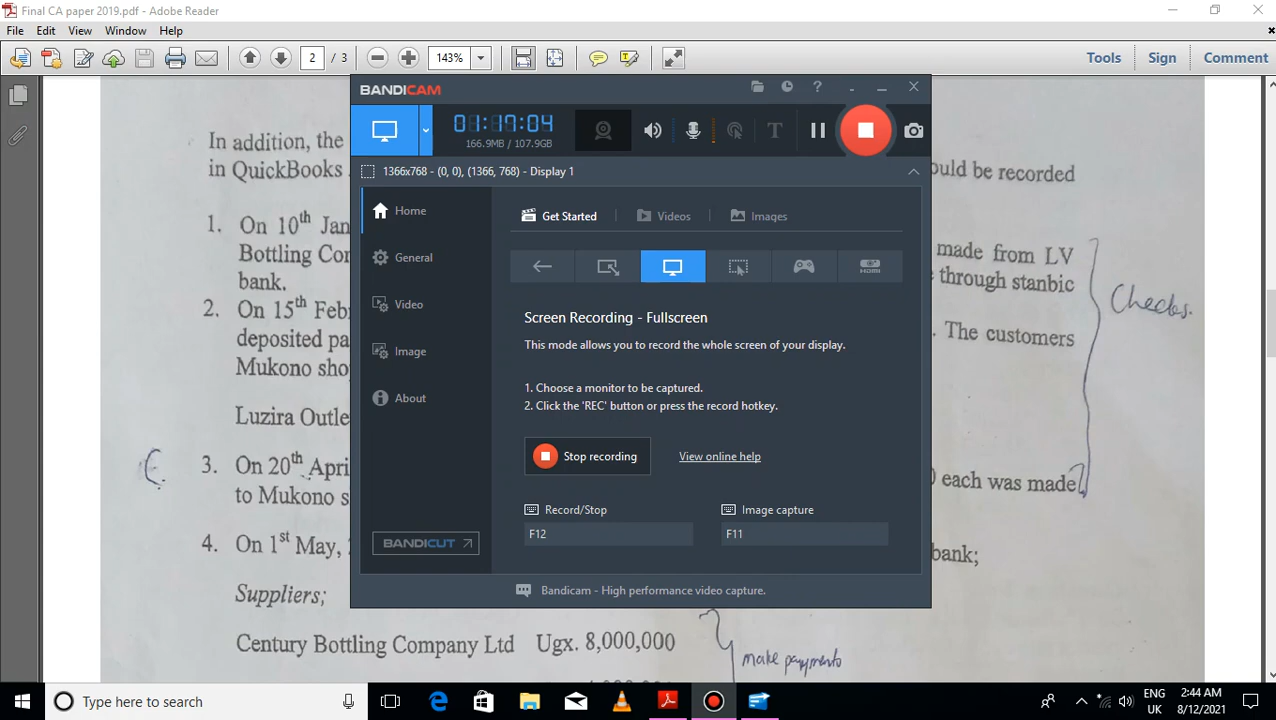 Final CA paper 2019.pdf - Adobe Reader
File Edit View Window Help
2 / 3 143% Tools Sign Comment
BANDICAM
01:17:04
166.9MB / 107.9GB
1366x768 - (0, 0), (1366, 768) - Display 1
Home
General
Video
Image
About
BANDICUT
Get Started Videos Images
HDMI
Screen Recording - Fullscreen
This mode allows you to record the whole screen of your display.
1. Choose a monitor to be captured.
2. Click the 'REC' button or press the record hotkey.
Stop recording View online help
Record/Stop Image capture
F12 F11
Bandicam - High performance video capture.
In addition, the
in QuickBooks ould be recorded
1. On 10th Jan made from LV
Bottling Cor e through stanbic
bank.
Checks.
2. On 15th Febr . The customers
deposited pa
Mukono sho
Luzira Outle
3. On 20th Apri 0 each was made
to Mukono s
4. On 1st May, bank;
Suppliers;
Century Bottling Company Ltd Ugx. 8,000,000
make payments
Type here to search
ENG
UK
2:44 AM
8/12/2021